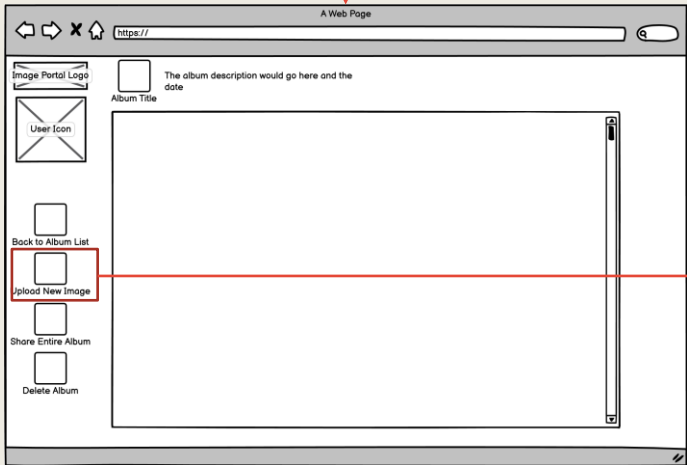 A Web Page
https://
Image Portal Logo
The album description would go here and the
date
Album Title
User Icon
Back to Album List
Upload New Image
Share Entire Album
Delete Album